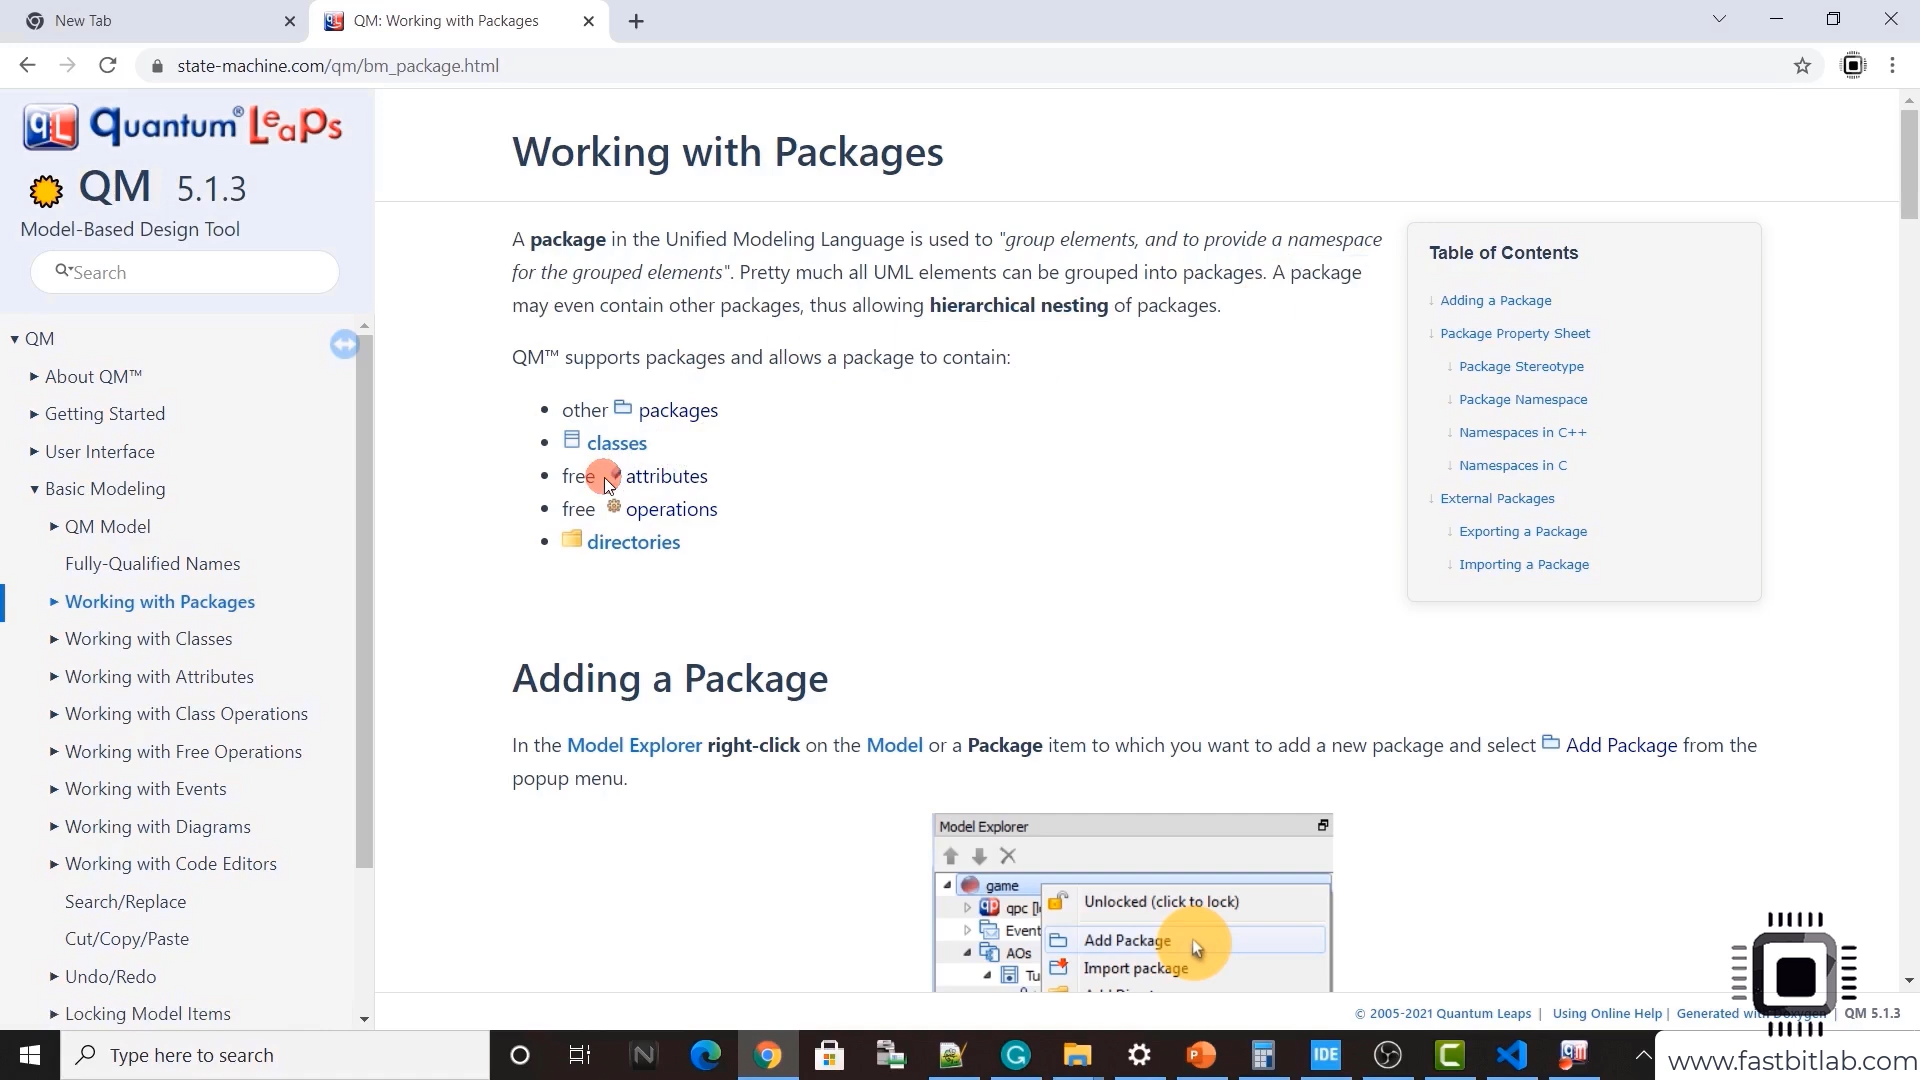 New Tab
QM: Working with Packages
state-machine.com/qm/bm_package.html
qL Quantum® LeaPs
QM 5.1.3
Model-Based Design Tool
Search
QM
About QM™
Getting Started
User Interface
Basic Modeling
QM Model
Fully-Qualified Names
Working with Packages
Working with Classes
Working with Attributes
Working with Class Operations
Working with Free Operations
Working with Events
Working with Diagrams
Working with Code Editors
Search/Replace
Cut/Copy/Paste
Undo/Redo
Locking Model Items
Working with Packages
A package in the Unified Modeling Language is used to "group elements, and to provide a namespace
for the grouped elements". Pretty much all UML elements can be grouped into packages. A package
may even contain other packages, thus allowing hierarchical nesting of packages.
QM™ supports packages and allows a package to contain:
other packages
classes
free attributes
free operations
directories
Table of Contents
↓ Adding a Package
↓ Package Property Sheet
↓ Package Stereotype
↓ Package Namespace
↓ Namespaces in C++
↓ Namespaces in C
↓ External Packages
↓ Exporting a Package
↓ Importing a Package
Adding a Package
In the Model Explorer right-click on the Model or a Package item to which you want to add a new package and select Add Package from the
popup menu.
Model Explorer
game
qpc
AOs
Unlocked (click to lock)
Add Package
Import package
© 2005-2021 Quantum Leaps | Using Online Help | Generated with Doxygen | QM 5.1.3
Type here to search
IDE
www.fastbitlab.com